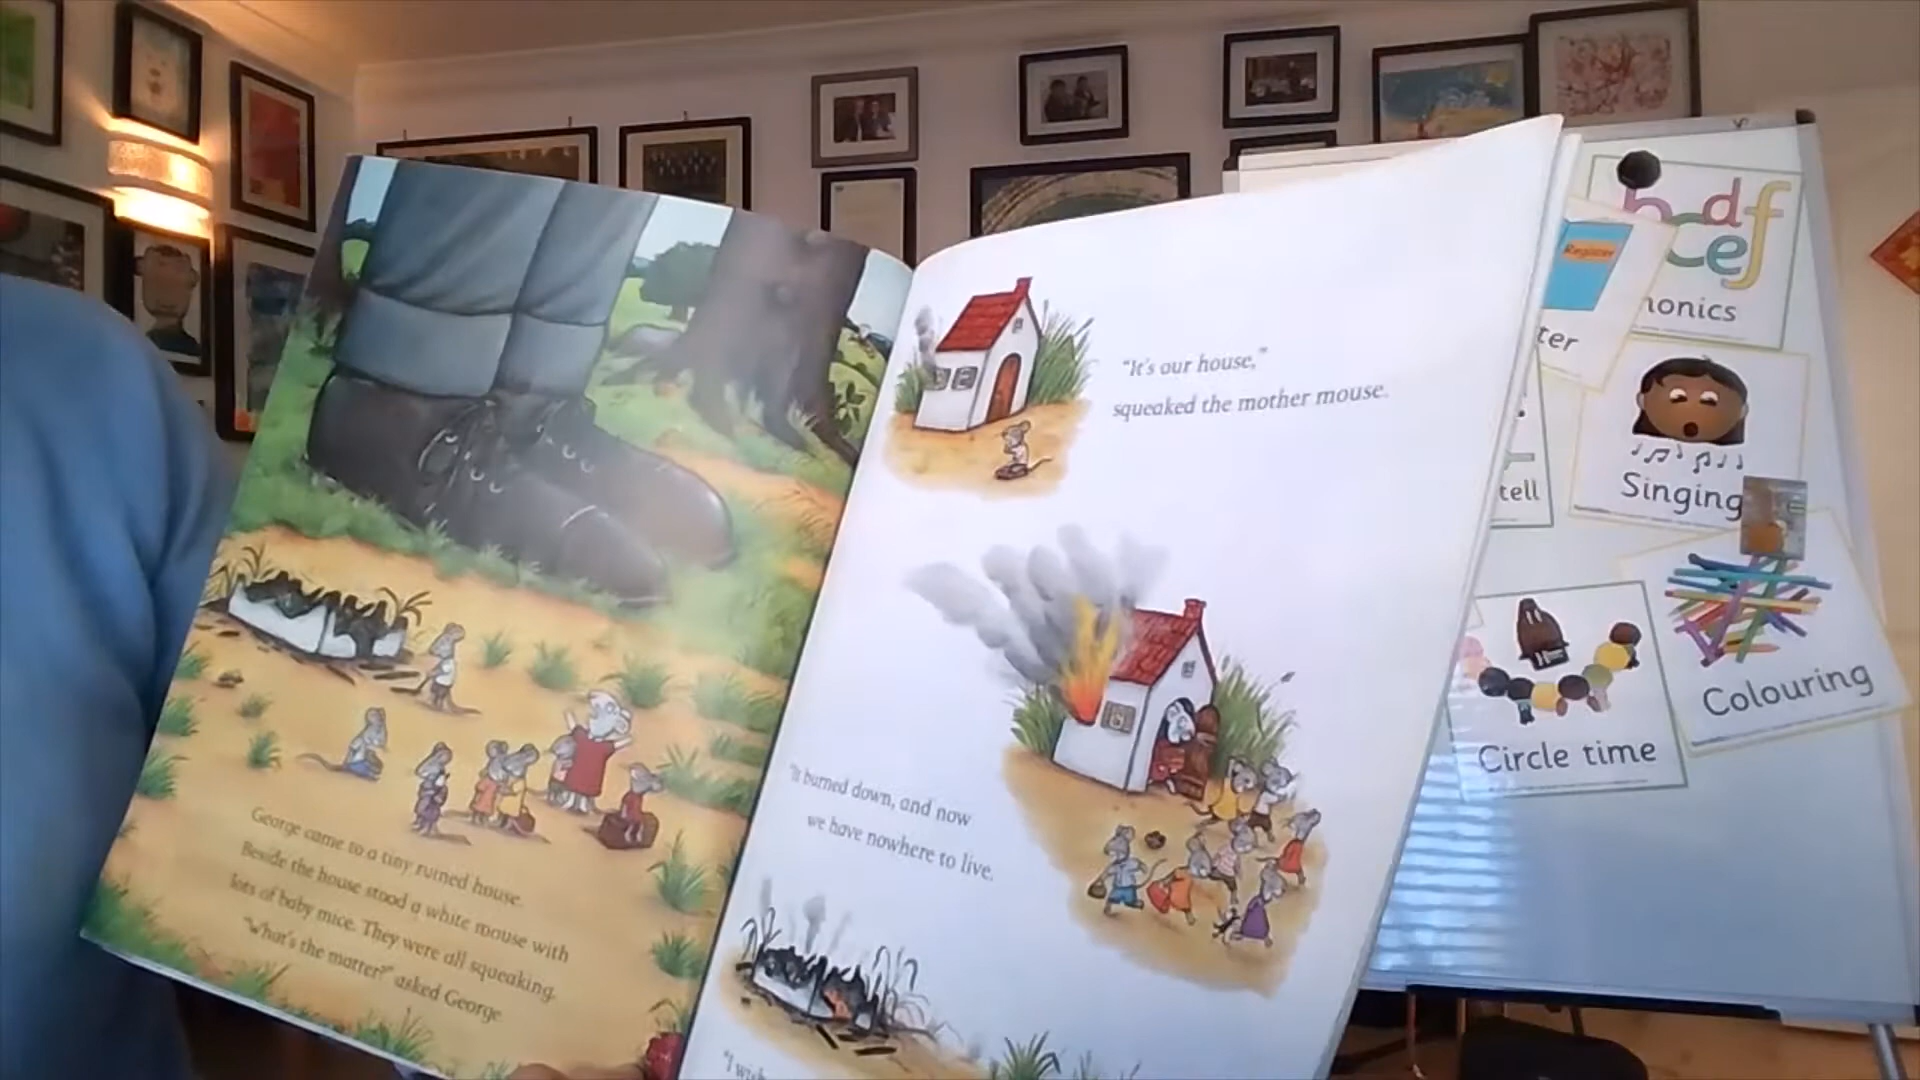 George came to a tiny ruined house.
Beside the house stood a white mouse with
lots of baby mice. They were all squeaking.
"What's the matter?" asked George
"It's our house,"
squeaked the mother mouse.
"It burned down, and now
we have nowhere to live.
"I wish
Register
tell
Singing
Circle time
Colouring